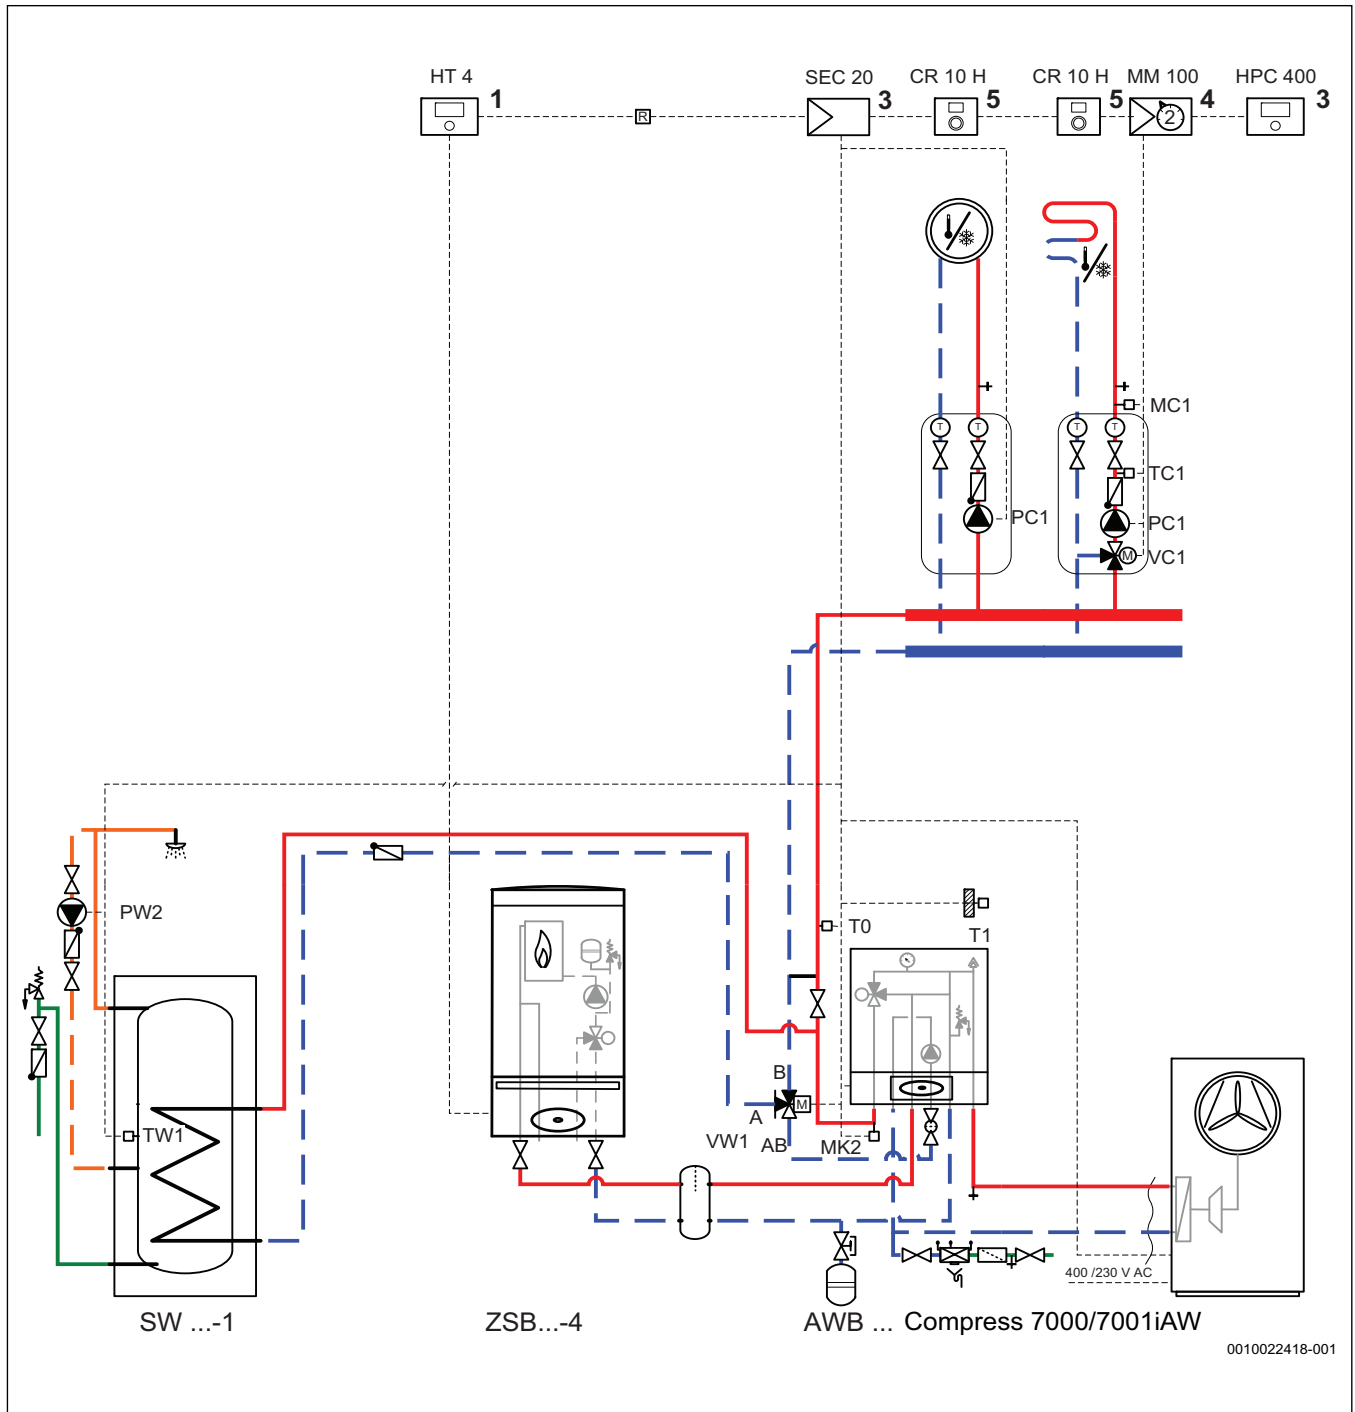 HT 4
SEC 20
CR 10 H
CR 10 H
MM 100
HPC 400
1
3
5
5
4
3
R
2
MC1
T
T
T
T
TC1
PC1
PC1
M
VC1
PW2
T0
T1
B
M
A
TW1
VW1
AB
MK2
400 /230 V AC
SW ...-1
ZSB...-4
AWB ...
Compress 7000/7001iAW
0010022418-001